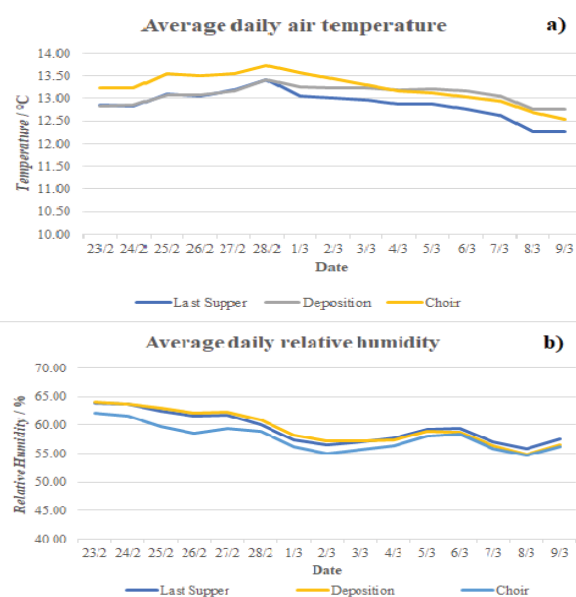 Average daily air temperature
a)
14.00
13.50
13.00
12.50
12.00
11.50
11.00
10.50
10.00
Temperature / °C
23/2 24/2 25/2 26/2 27/2 28/2 1/3 2/3 3/3 4/3 5/3 6/3 7/3 8/3 9/3
Date
Last Supper Deposition Choir
Average daily relative humidity
b)
70.00
65.00
60.00
55.00
50.00
45.00
40.00
Relative Humidity / %
23/2 24/2 25/2 26/2 27/2 28/2 1/3 2/3 3/3 4/3 5/3 6/3 7/3 8/3 9/3
Date
Last Supper Deposition Choir